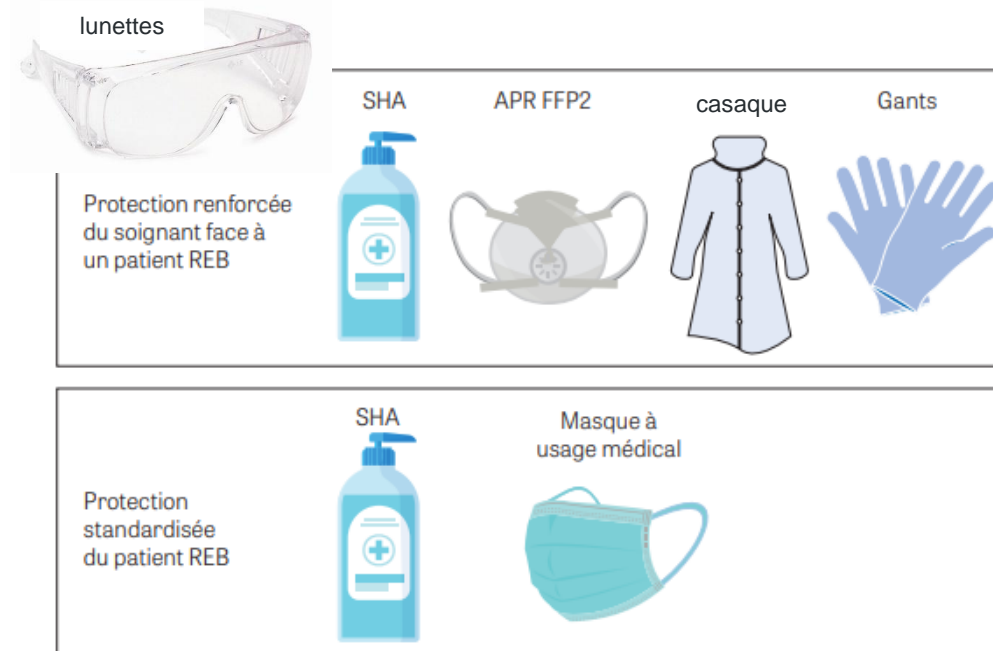 lunettes
SHA
APR FFP2
casaque
Gants
Protection renforcée
du soignant face à
un patient REB
SHA
Masque à
usage médical
Protection
standardisée
du patient REB